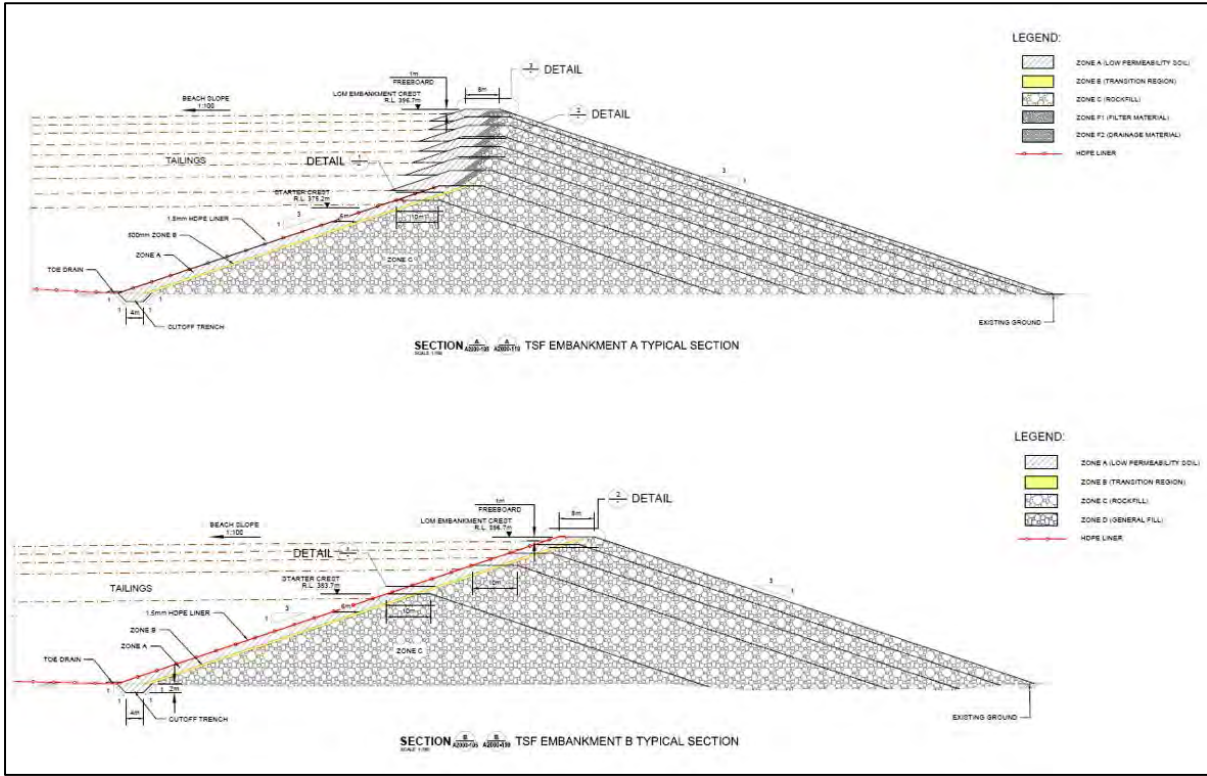 LEGEND:
ZONE A (LOW PERMEABILITY SOIL)
ZONE B (TRANSITION REGION)
ZONE C (ROCKFILL)
ZONE F1 (FILTER MATERIAL)
ZONE F2 (DRAINAGE MATERIAL)
HDPE LINER
DETAIL
1m
FREEBOARD
8m
LOM EMBANKMENT CREST
R.L. 396.7m
2
DETAIL
BEACH SLOPE
1:100
TAILINGS
DETAIL
1
STARTER CREST
R.L. 375.2m
3
1
1.5mm HDPE LINER
6m
10m
3
1
500mm ZONE B
ZONE A
ZONE C
TOE DRAIN
1
4m
1
CUTOFF TRENCH
EXISTING GROUND
SECTION A A TSF EMBANKMENT A TYPICAL SECTION
LEGEND:
ZONE A (LOW PERMEABILITY SOIL)
ZONE B (TRANSITION REGION)
ZONE C (ROCKFILL)
ZONE D (GENERAL FILL)
HDPE LINER
2
DETAIL
FREEBOARD
8m
LOM EMBANKMENT CREST
R.L. 396.7m
BEACH SLOPE
1:100
DETAIL
STARTER CREST
R.L. 383.7m
TAILINGS
10m
3
1
1.5mm HDPE LINER
3
1
6m
10m
ZONE B
ZONE A
ZONE C
TOE DRAIN
1
1
2m
4m
CUTOFF TRENCH
EXISTING GROUND
SECTION B B TSF EMBANKMENT B TYPICAL SECTION